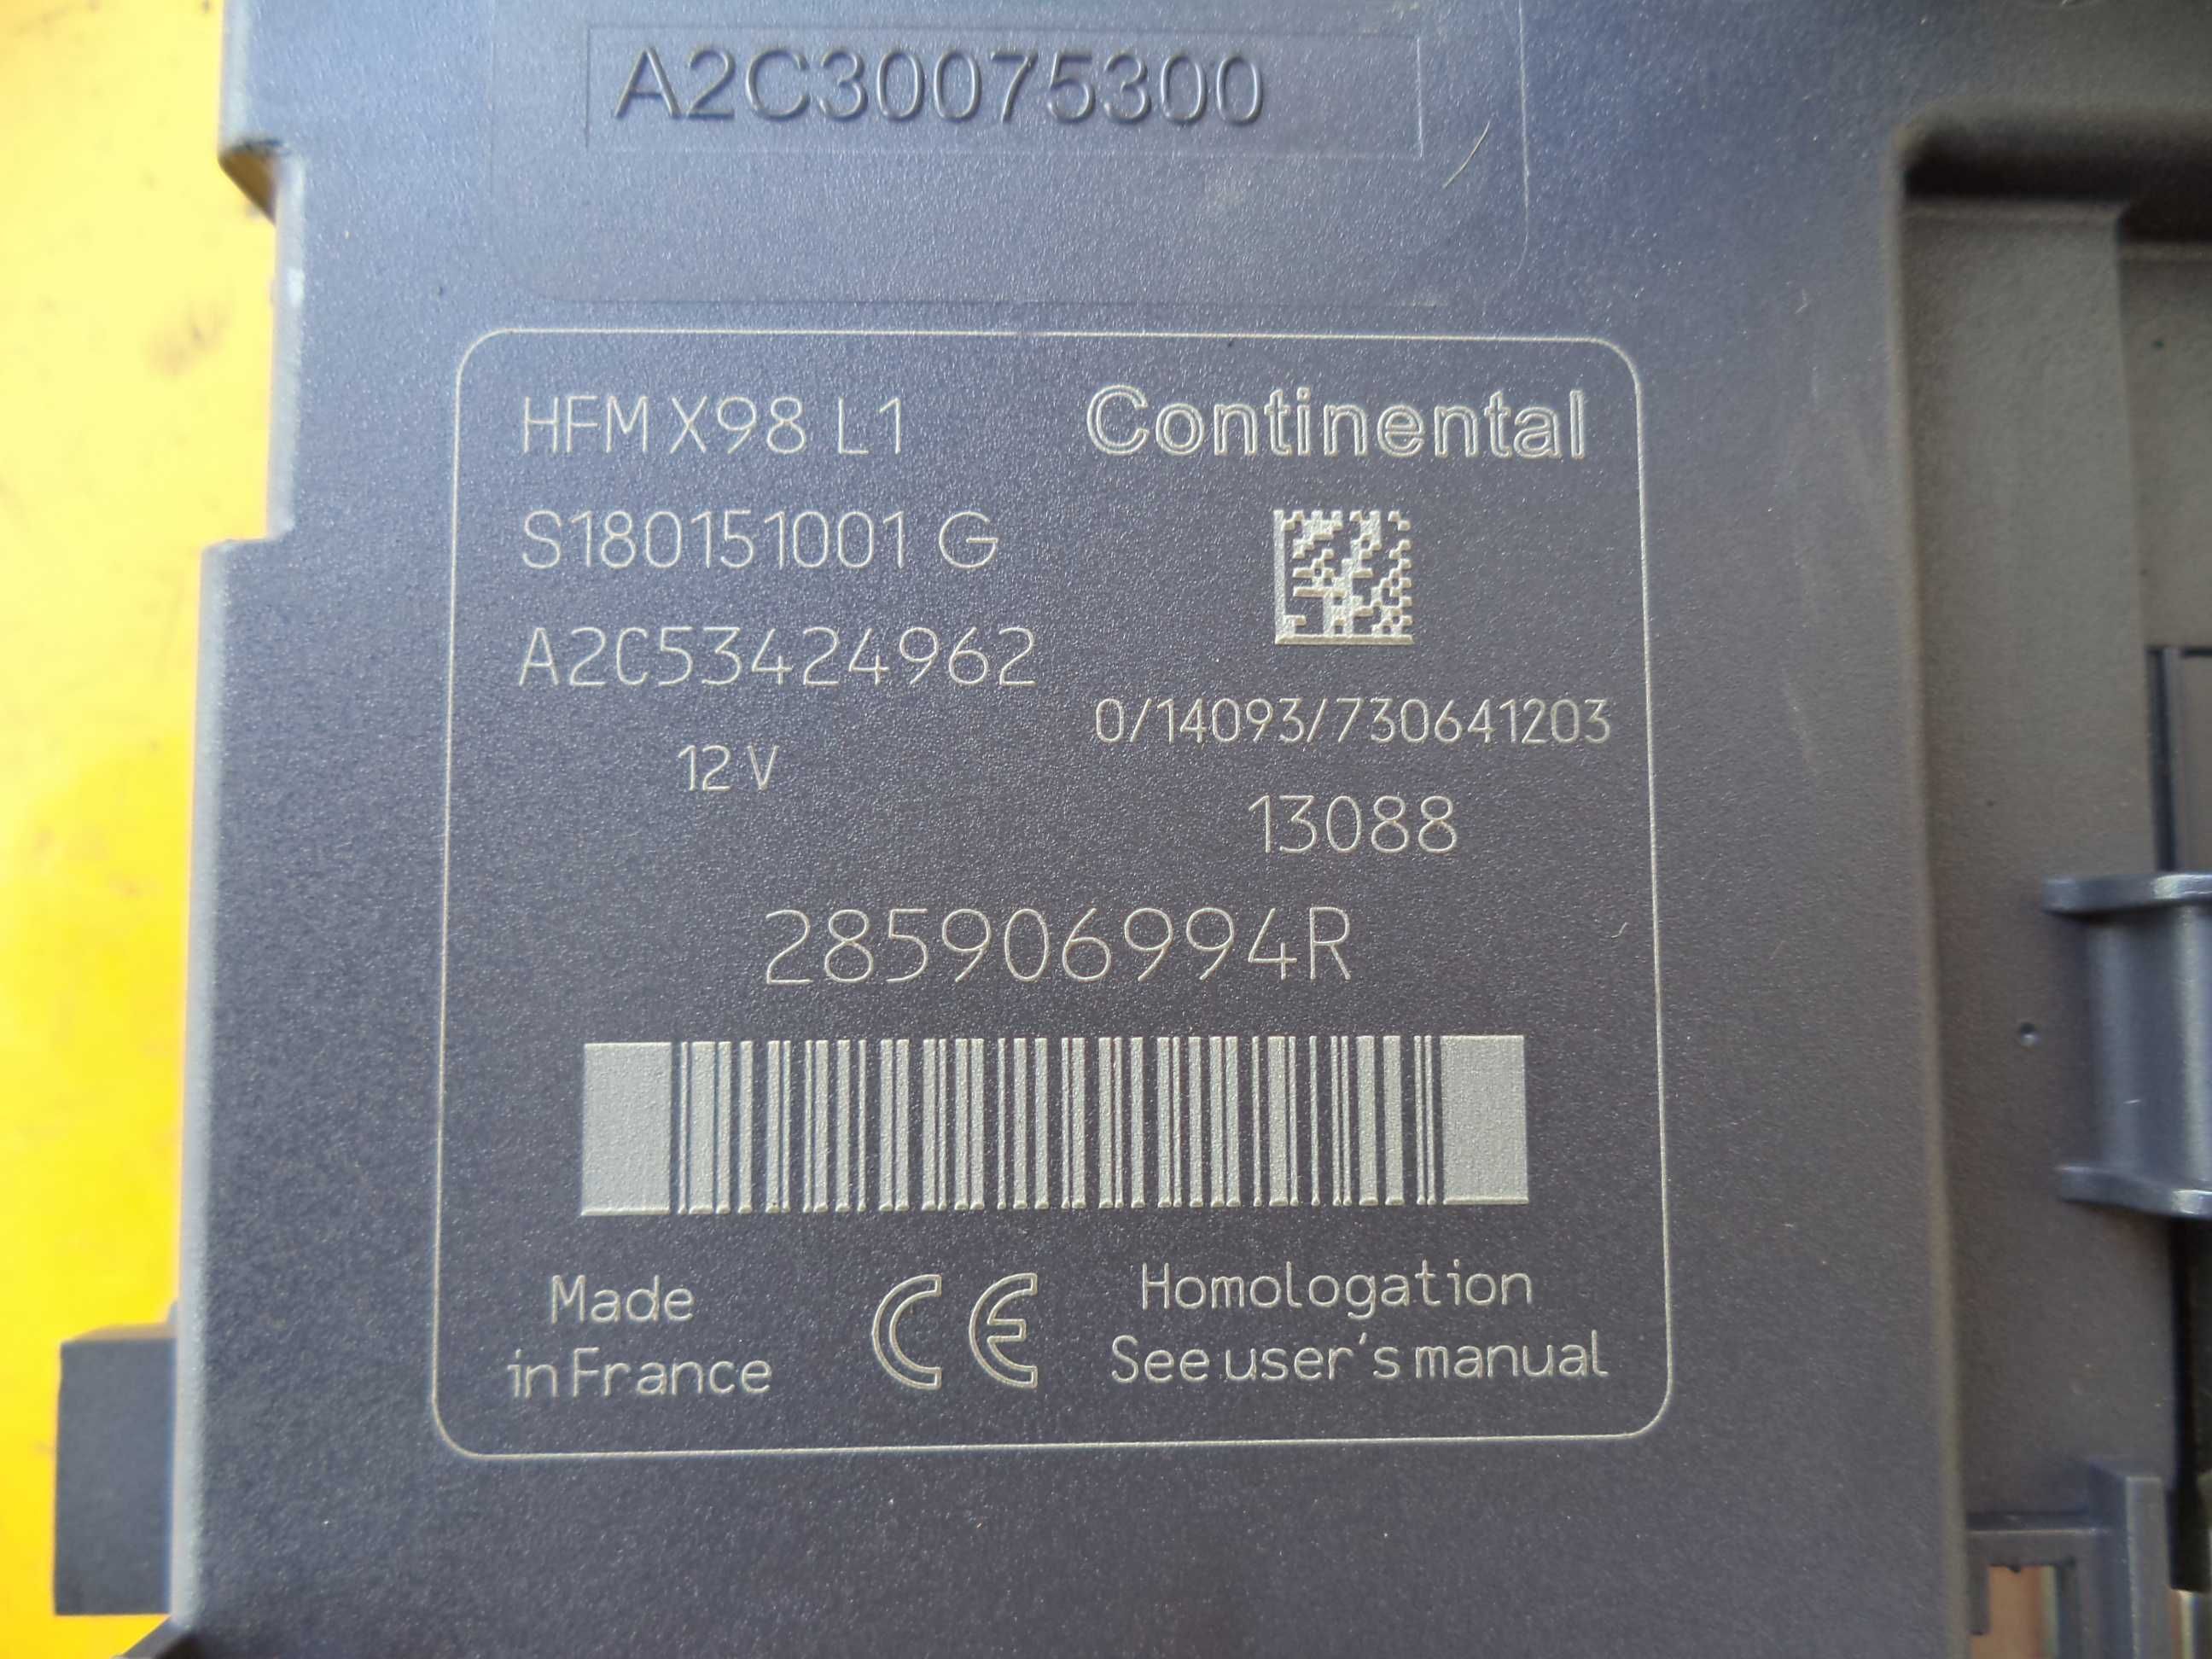 A2C30075300
HFM X98 L1
Continental
S180151001 G
A2C53424962
0/14093/730641203
12 V
13088
285906994R
Made
in France
CE
Homologation
See user's manual